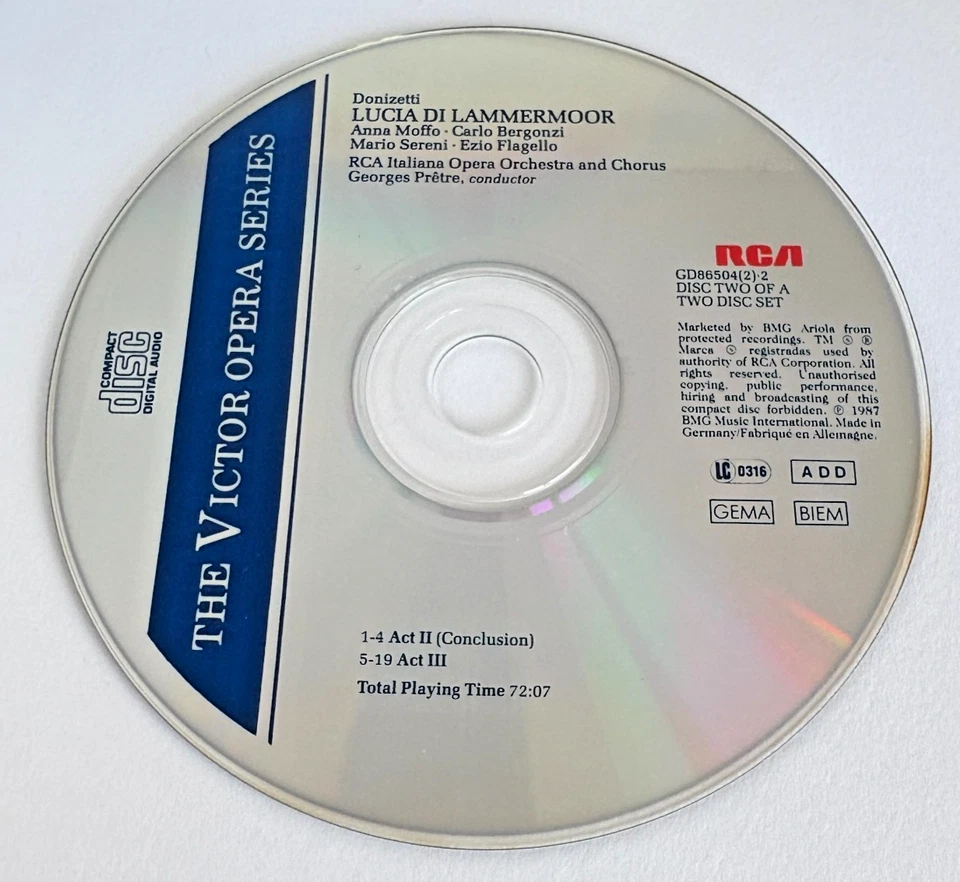 Donizetti
LUCIA DI LAMMERMOOR
Anna Moffo · Carlo Bergonzi
Mario Sereni · Ezio Flagello
RCA Italiana Opera Orchestra and Chorus
Georges Prêtre, conductor
THE VICTOR OPERA SERIES
COMPACT
disc
DIGITAL AUDIO
RCA
GD86504(2)·2
DISC TWO OF A
TWO DISC SET
Marketed by BMG Ariola from
protected recordings. TM ® ®
Marca ® registradas used by
authority of RCA Corporation. All
rights reserved. Unauthorised
copying, public performance,
hiring and broadcasting of this
compact disc forbidden. ℗ 1987
BMG Music International. Made in
Germany/Fabriqué en Allemagne.
LC 0316 ADD
GEMA BIEM
1-4 Act II (Conclusion)
5-19 Act III
Total Playing Time 72:07